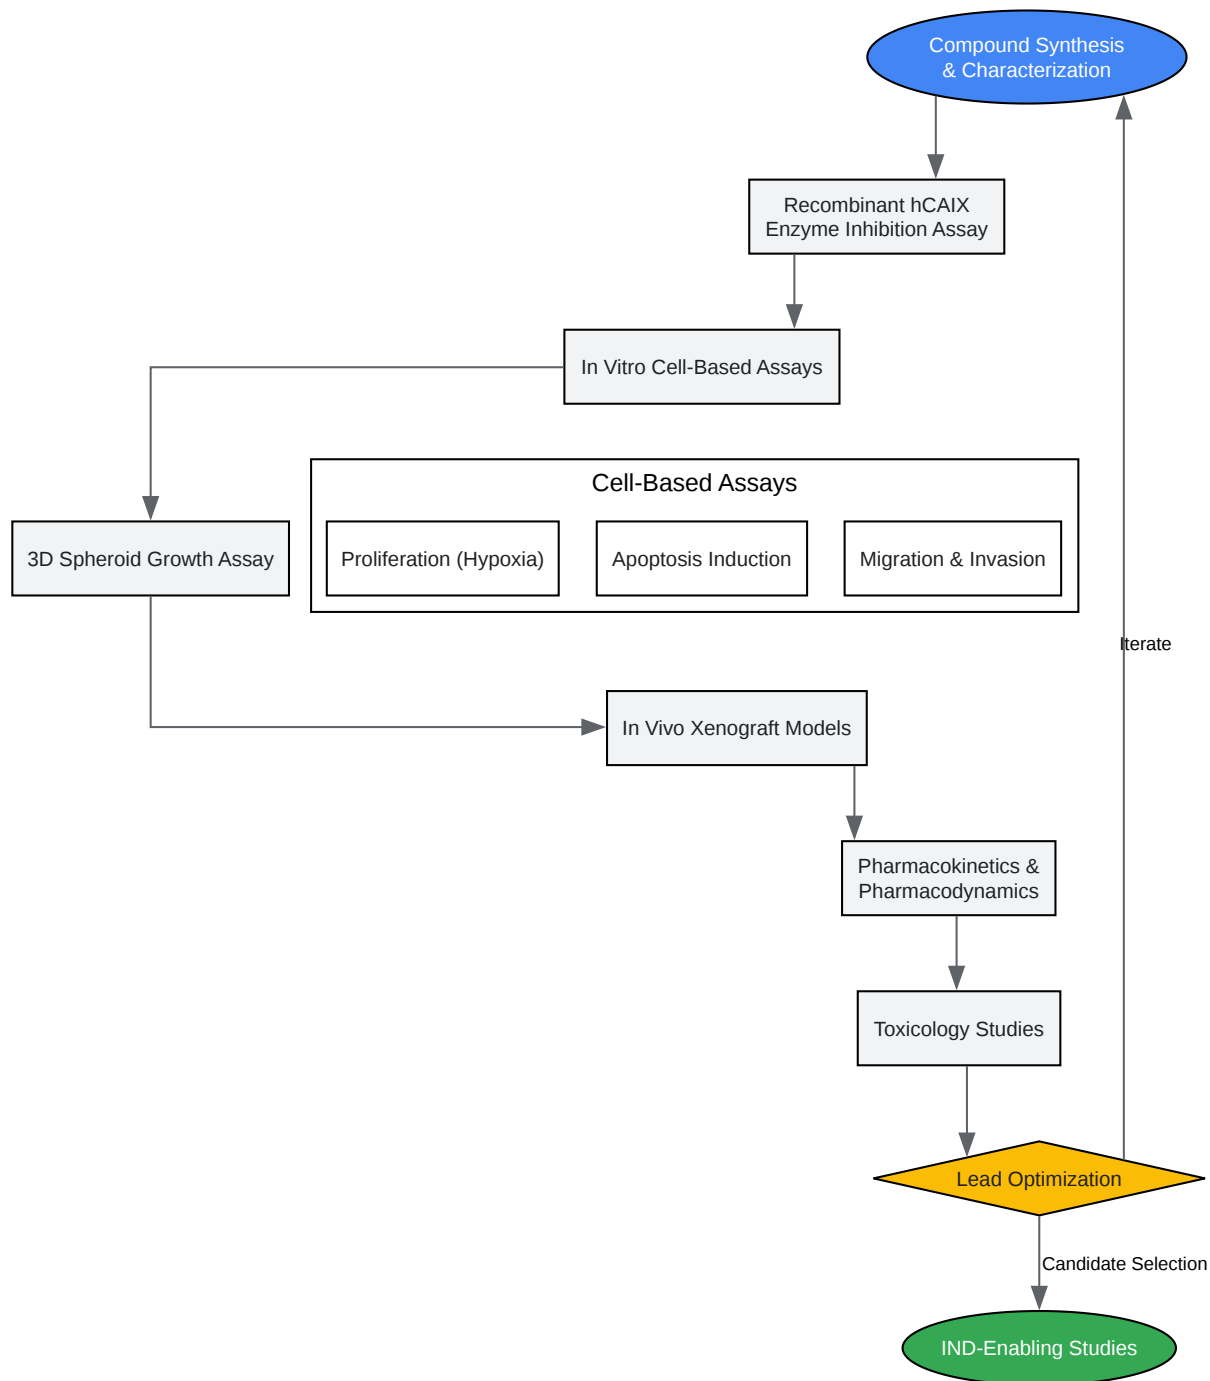 Compound Synthesis
& Characterization
Recombinant hCAIX
Enzyme Inhibition Assay
In Vitro Cell-Based Assays
Cell-Based Assays
3D Spheroid Growth Assay
Proliferation (Hypoxia)
Apoptosis Induction
Migration & Invasion
Iterate
In Vivo Xenograft Models
Pharmacokinetics &
Pharmacodynamics
Toxicology Studies
Lead Optimization
Candidate Selection
IND-Enabling Studies